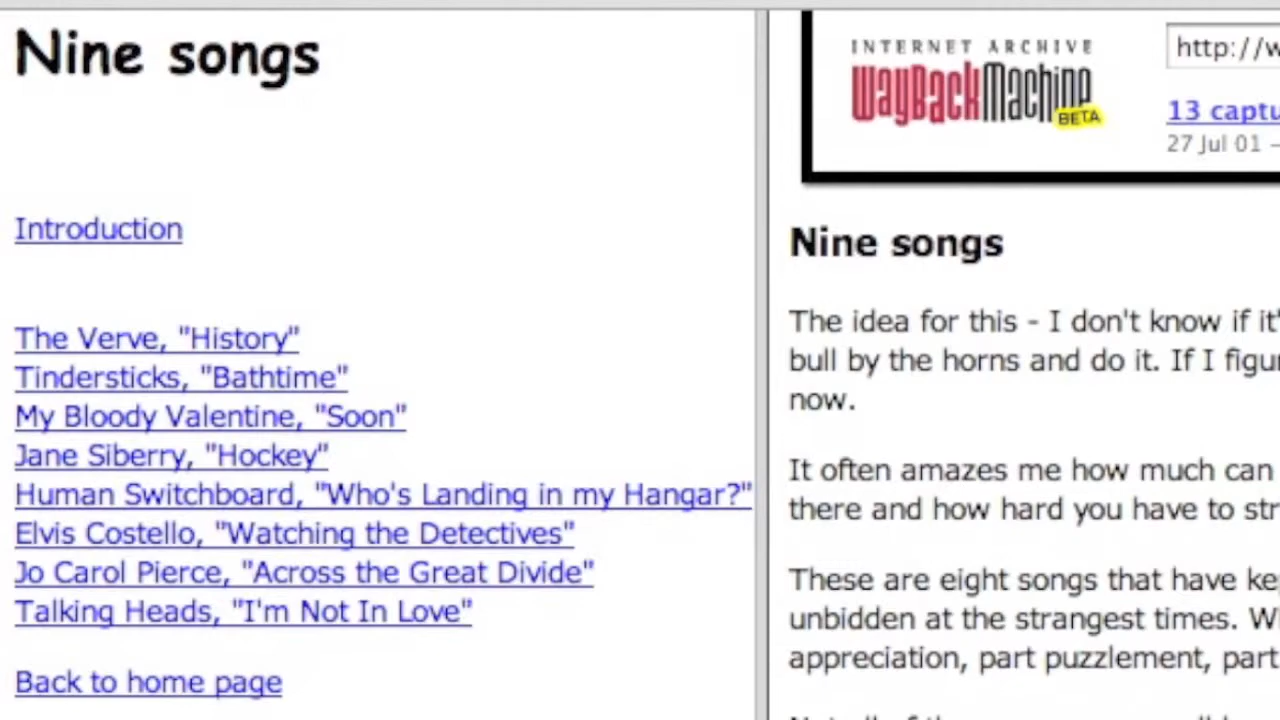 Nine songs
Introduction
The Verve, "History"
Tindersticks, "Bathtime"
My Bloody Valentine, "Soon"
Jane Siberry, "Hockey"
Human Switchboard, "Who's Landing in my Hangar?"
Elvis Costello, "Watching the Detectives"
Jo Carol Pierce, "Across the Great Divide"
Talking Heads, "I'm Not In Love"
Back to home page
INTERNET ARCHIVE
WayBackMachine
BETA
http://w
13 captu
27 Jul 01 –
Nine songs
The idea for this - I don't know if it'
bull by the horns and do it. If I figu
now.
It often amazes me how much can
there and how hard you have to str
These are eight songs that have ke
unbidden at the strangest times. W
appreciation, part puzzlement, part